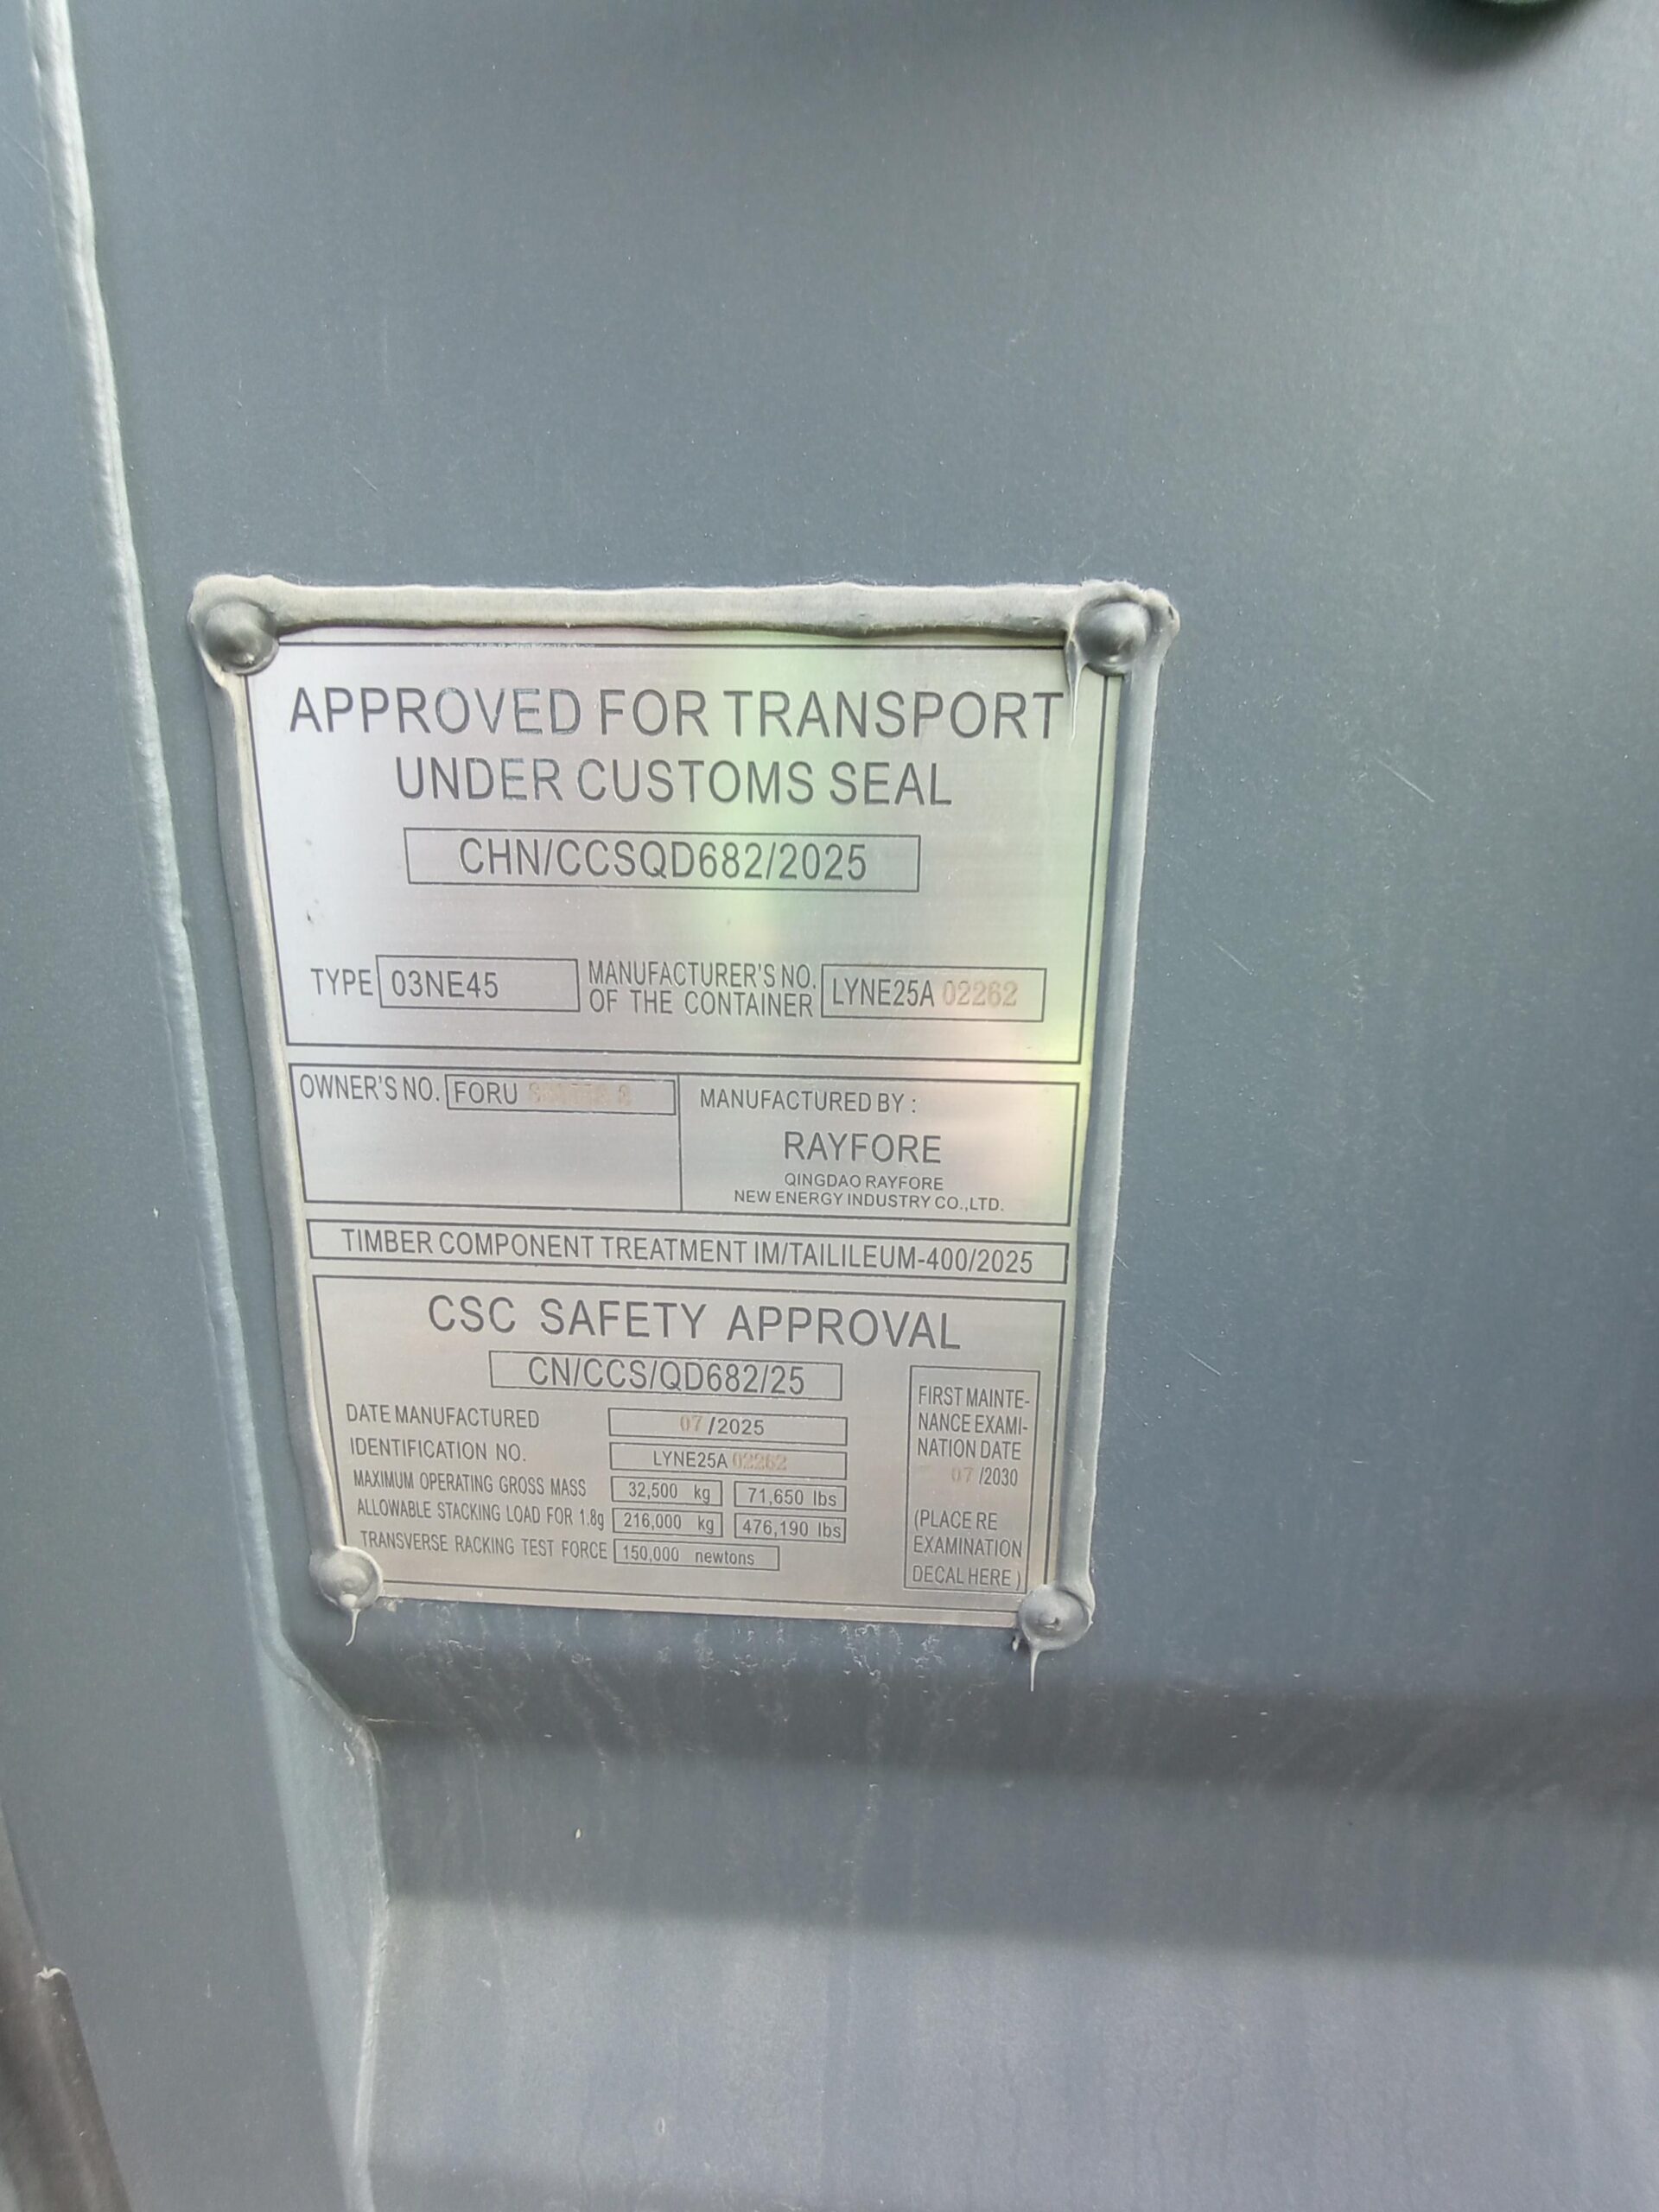 APPROVED FOR TRANSPORT
UNDER CUSTOMS SEAL
CHN/CCSQD682/2025
TYPE 03NE45
MANUFACTURER'S NO.
OF THE CONTAINER
LYNE25A 02262
OWNER'S NO. FORU
MANUFACTURED BY :
RAYFORE
QINGDAO RAYFORE
NEW ENERGY INDUSTRY CO.,LTD.
TIMBER COMPONENT TREATMENT IM/TAILILEUM-400/2025
CSC SAFETY APPROVAL
CN/CCS/QD682/25
DATE MANUFACTURED 07/2025
IDENTIFICATION NO. LYNE25A 02262
MAXIMUM OPERATING GROSS MASS 32,500 kg 71,650 lbs
ALLOWABLE STACKING LOAD FOR 1.8g 216,000 kg 476,190 lbs
TRANSVERSE RACKING TEST FORCE 150,000 newtons
FIRST MAINTE-
NANCE EXAMI-
NATION DATE
07/2030
(PLACE RE
EXAMINATION
DECAL HERE)